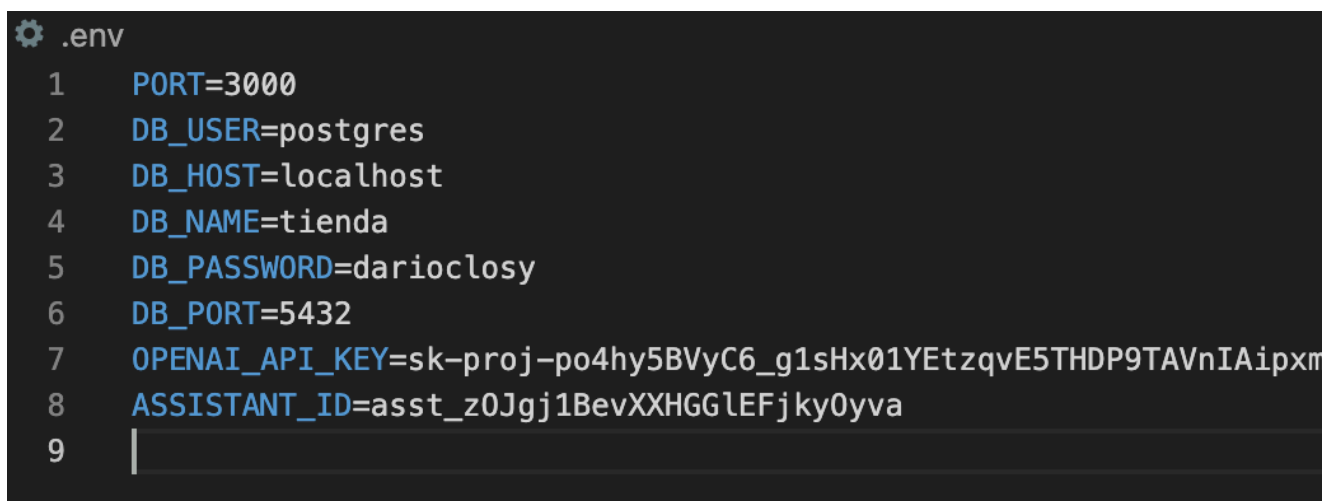 .env
1 PORT=3000
2 DB_USER=postgres
3 DB_HOST=localhost
4 DB_NAME=tienda
5 DB_PASSWORD=darioclosy
6 DB_PORT=5432
7 OPENAI_API_KEY=sk-proj-po4hy5BVyC6_g1sHx01YEtzqvE5THDP9TAVnIAipxm
8 ASSISTANT_ID=asst_zOJgj1BevXXHGGlEFjkyOyva
9